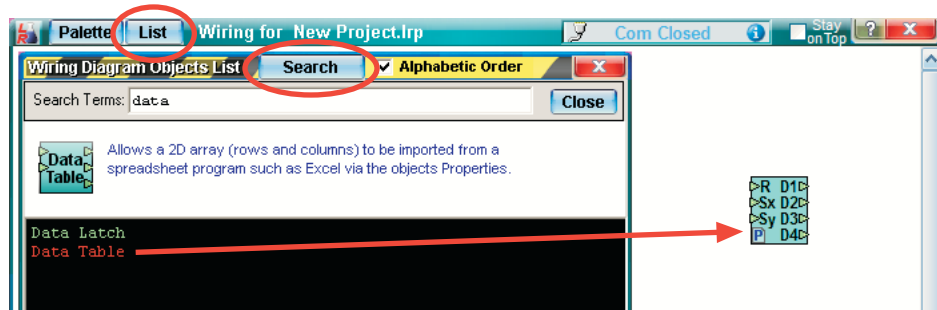 Palette List Wiring for New Project.lrp Com Closed Stay on Top ? X
Wiring Diagram Objects List Search Alphabetic Order X
Search Terms: data Close
Data Table
Allows a 2D array (rows and columns) to be imported from a
spreadsheet program such as Excel via the objects Properties.
Data Latch
Data Table
R D1
Sx D2
Sy D3
P D4